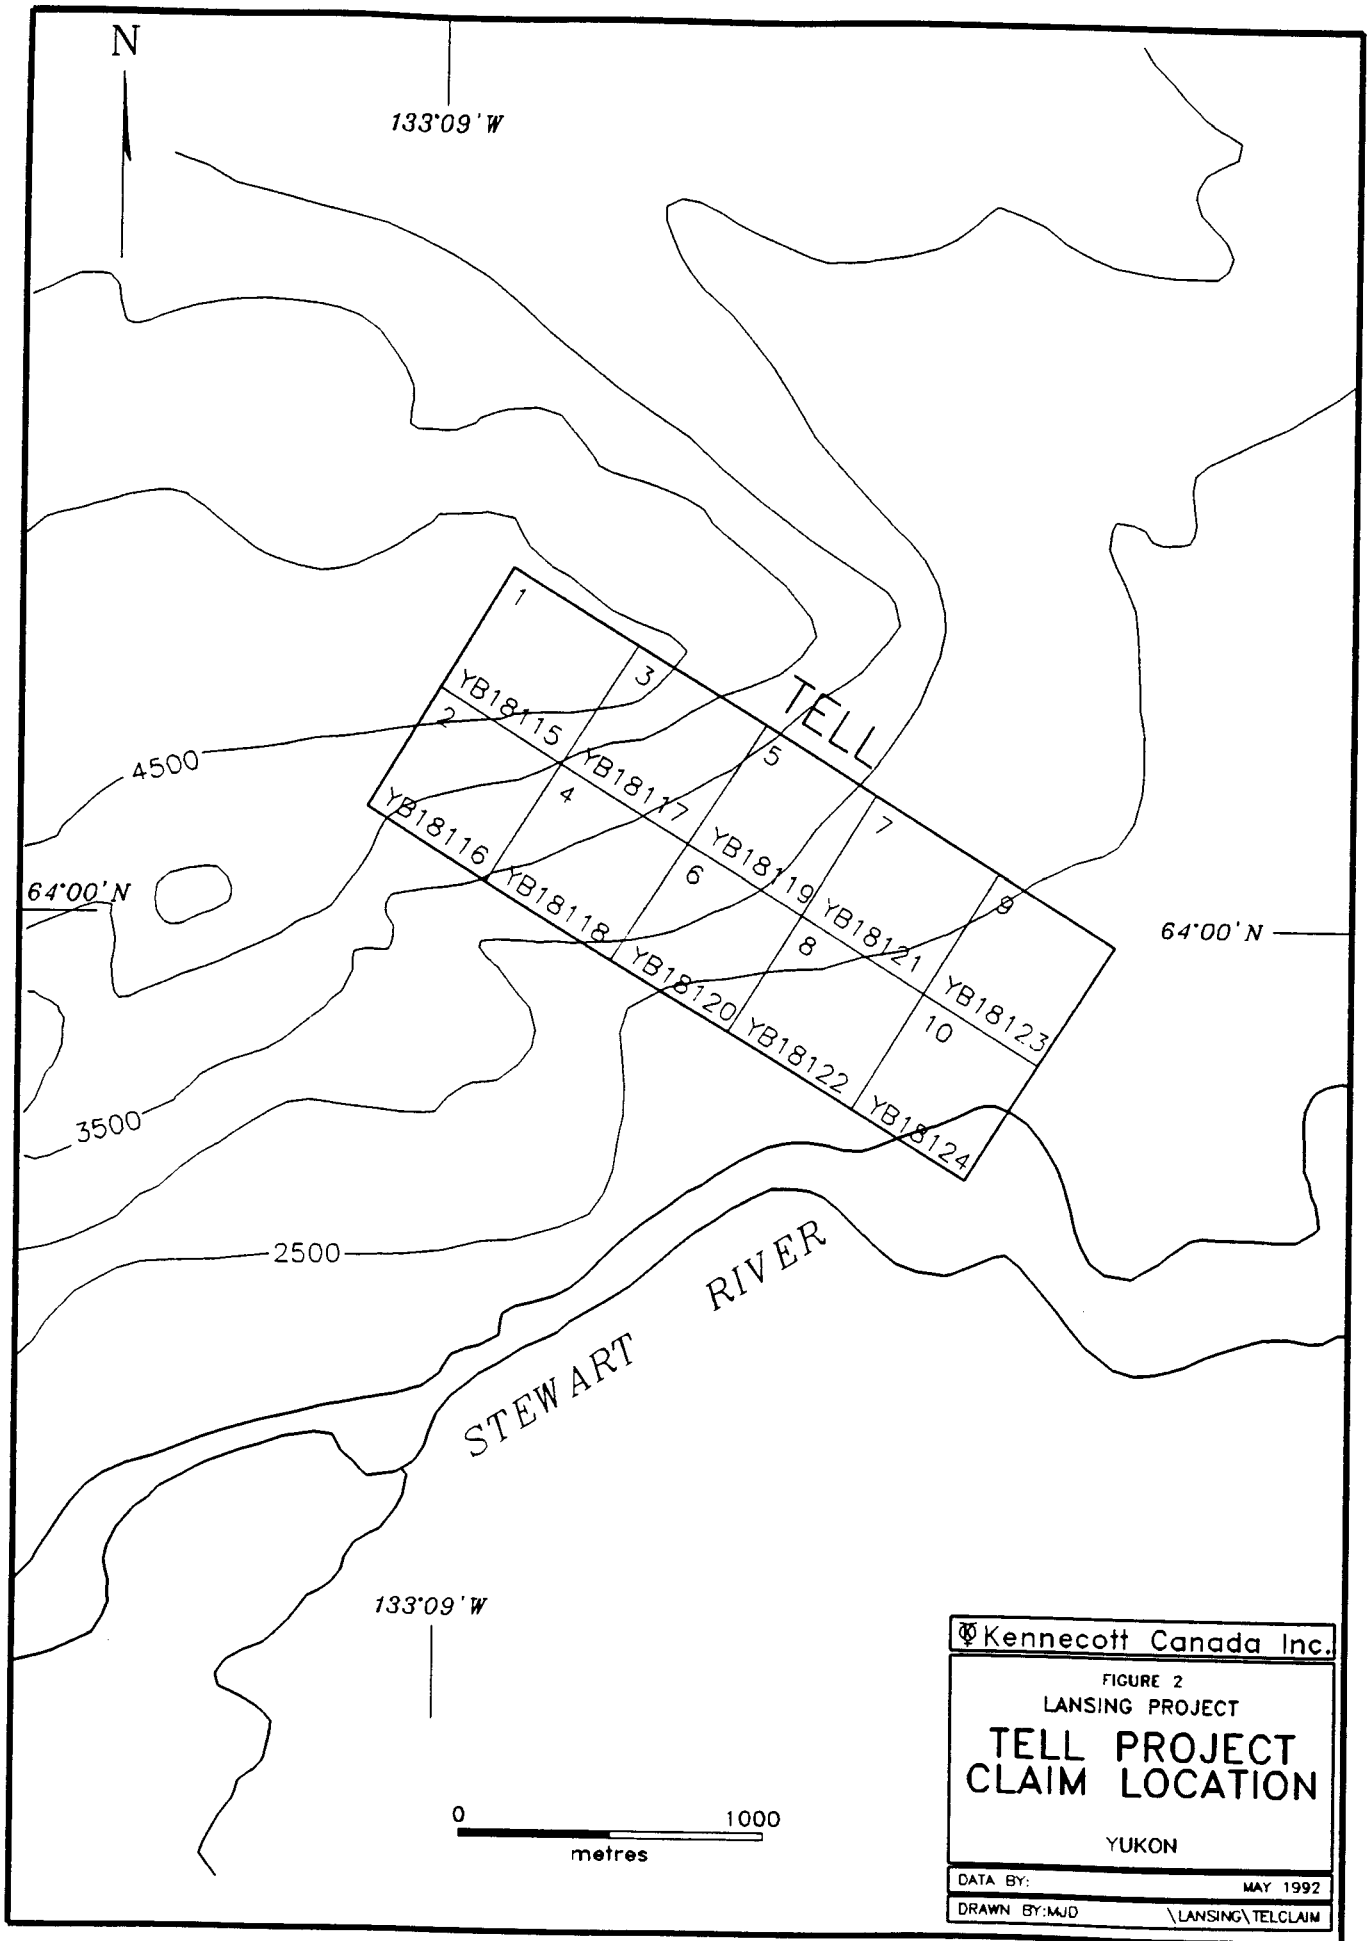 N
133°09'W
TELL
1
3
YB18115
2
5
YB18117
4500
4
7
YB18116
YB18119
6
64°00'N
9
YB18118
YB18121
64°00'N
8
YB18120
YB18123
10
YB18122
3500
YB18124
2500
STEWART RIVER
133°09'W
Kennecott Canada Inc.
FIGURE 2
LANSING PROJECT
TELL PROJECT
CLAIM LOCATION
YUKON
0 1000
metres
DATA BY: MAY 1992
DRAWN BY:MJD \LANSING\TELCLAIM